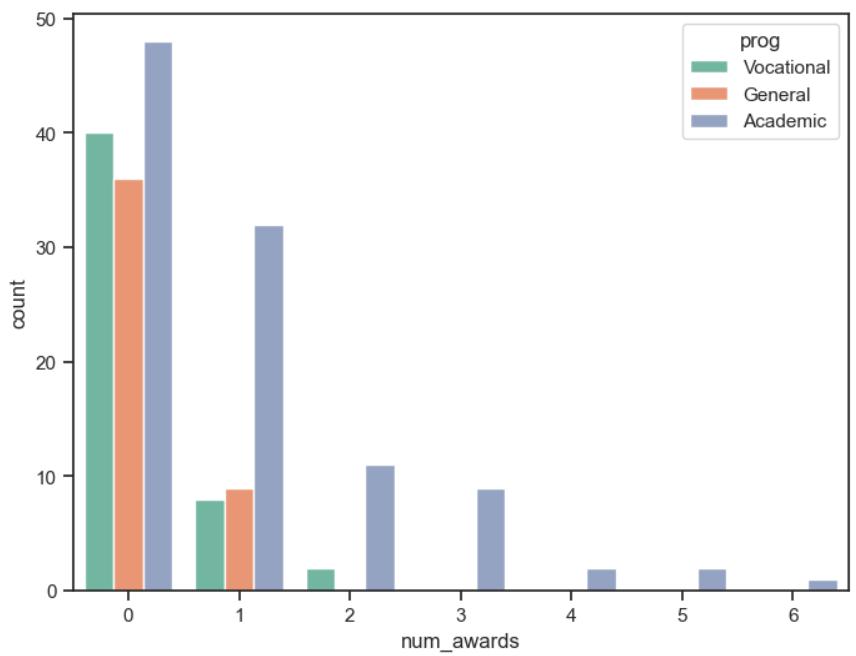 prog
Vocational
General
Academic
50
40
30
20
10
0
count
0 1 2 3 4 5 6
num_awards